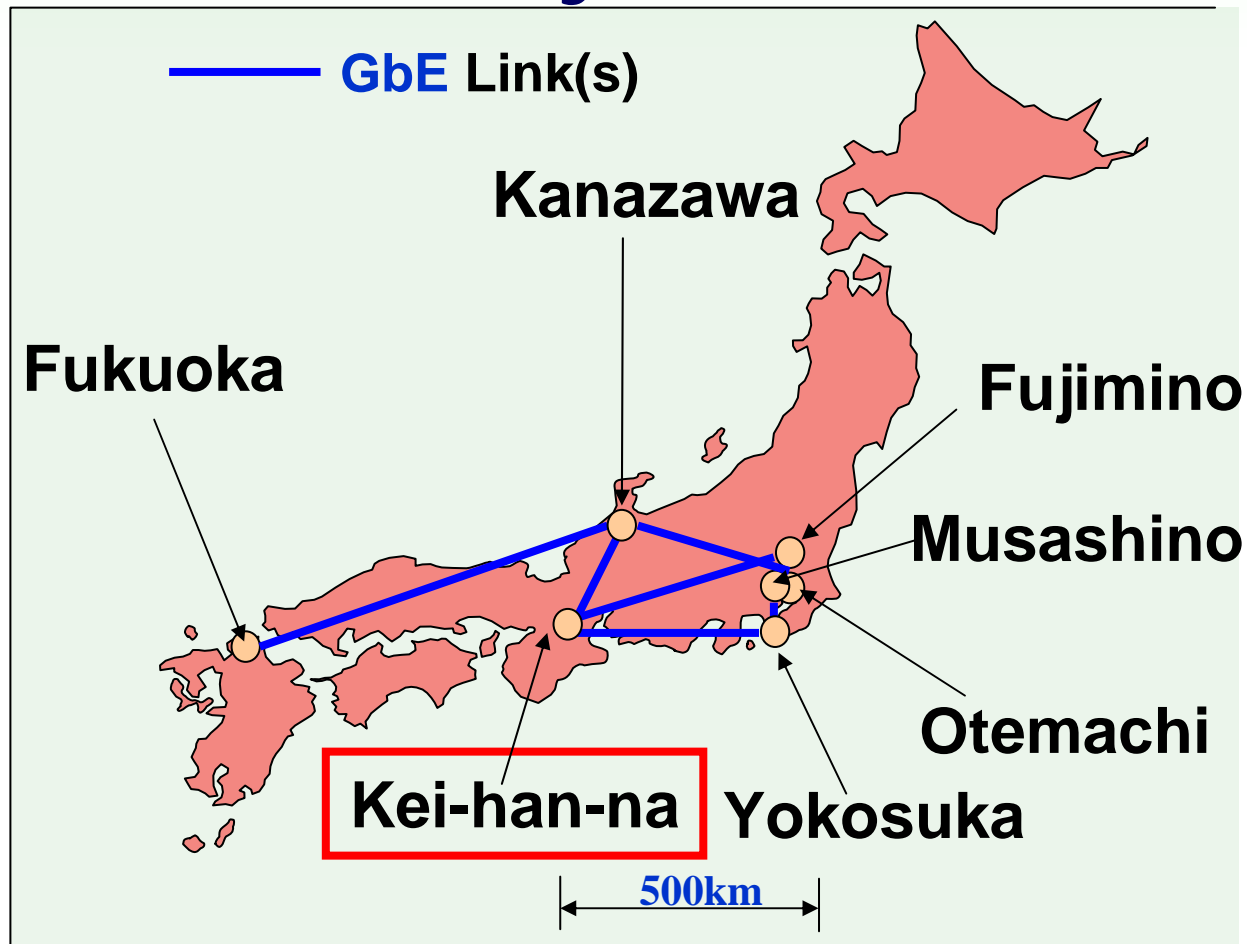 GbE Link(s)
Kanazawa
Fukuoka
Fujimino
Musashino
Otemachi
Kei-han-na
Yokosuka
500km